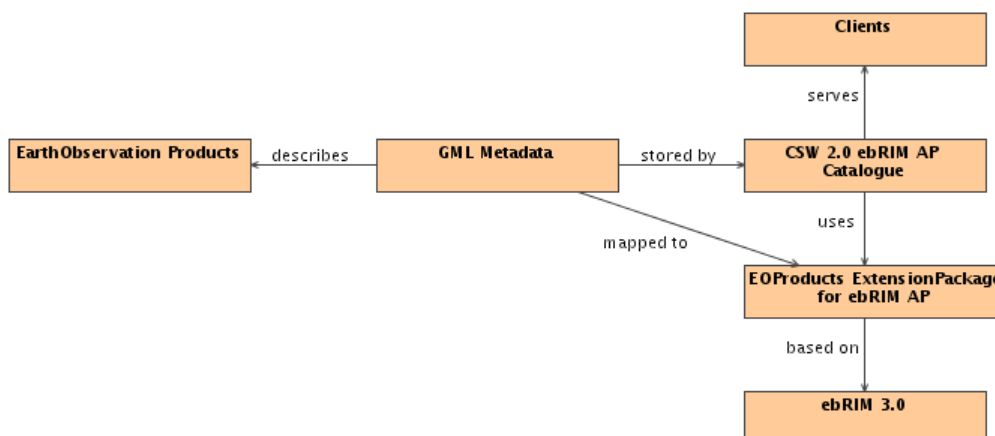 Clients
serves
EarthObservation Products
describes
GML Metadata
stored by
CSW 2.0 ebRIM AP
Catalogue
uses
mapped to
EOProducts ExtensionPackage
for ebRIM AP
based on
ebRIM 3.0